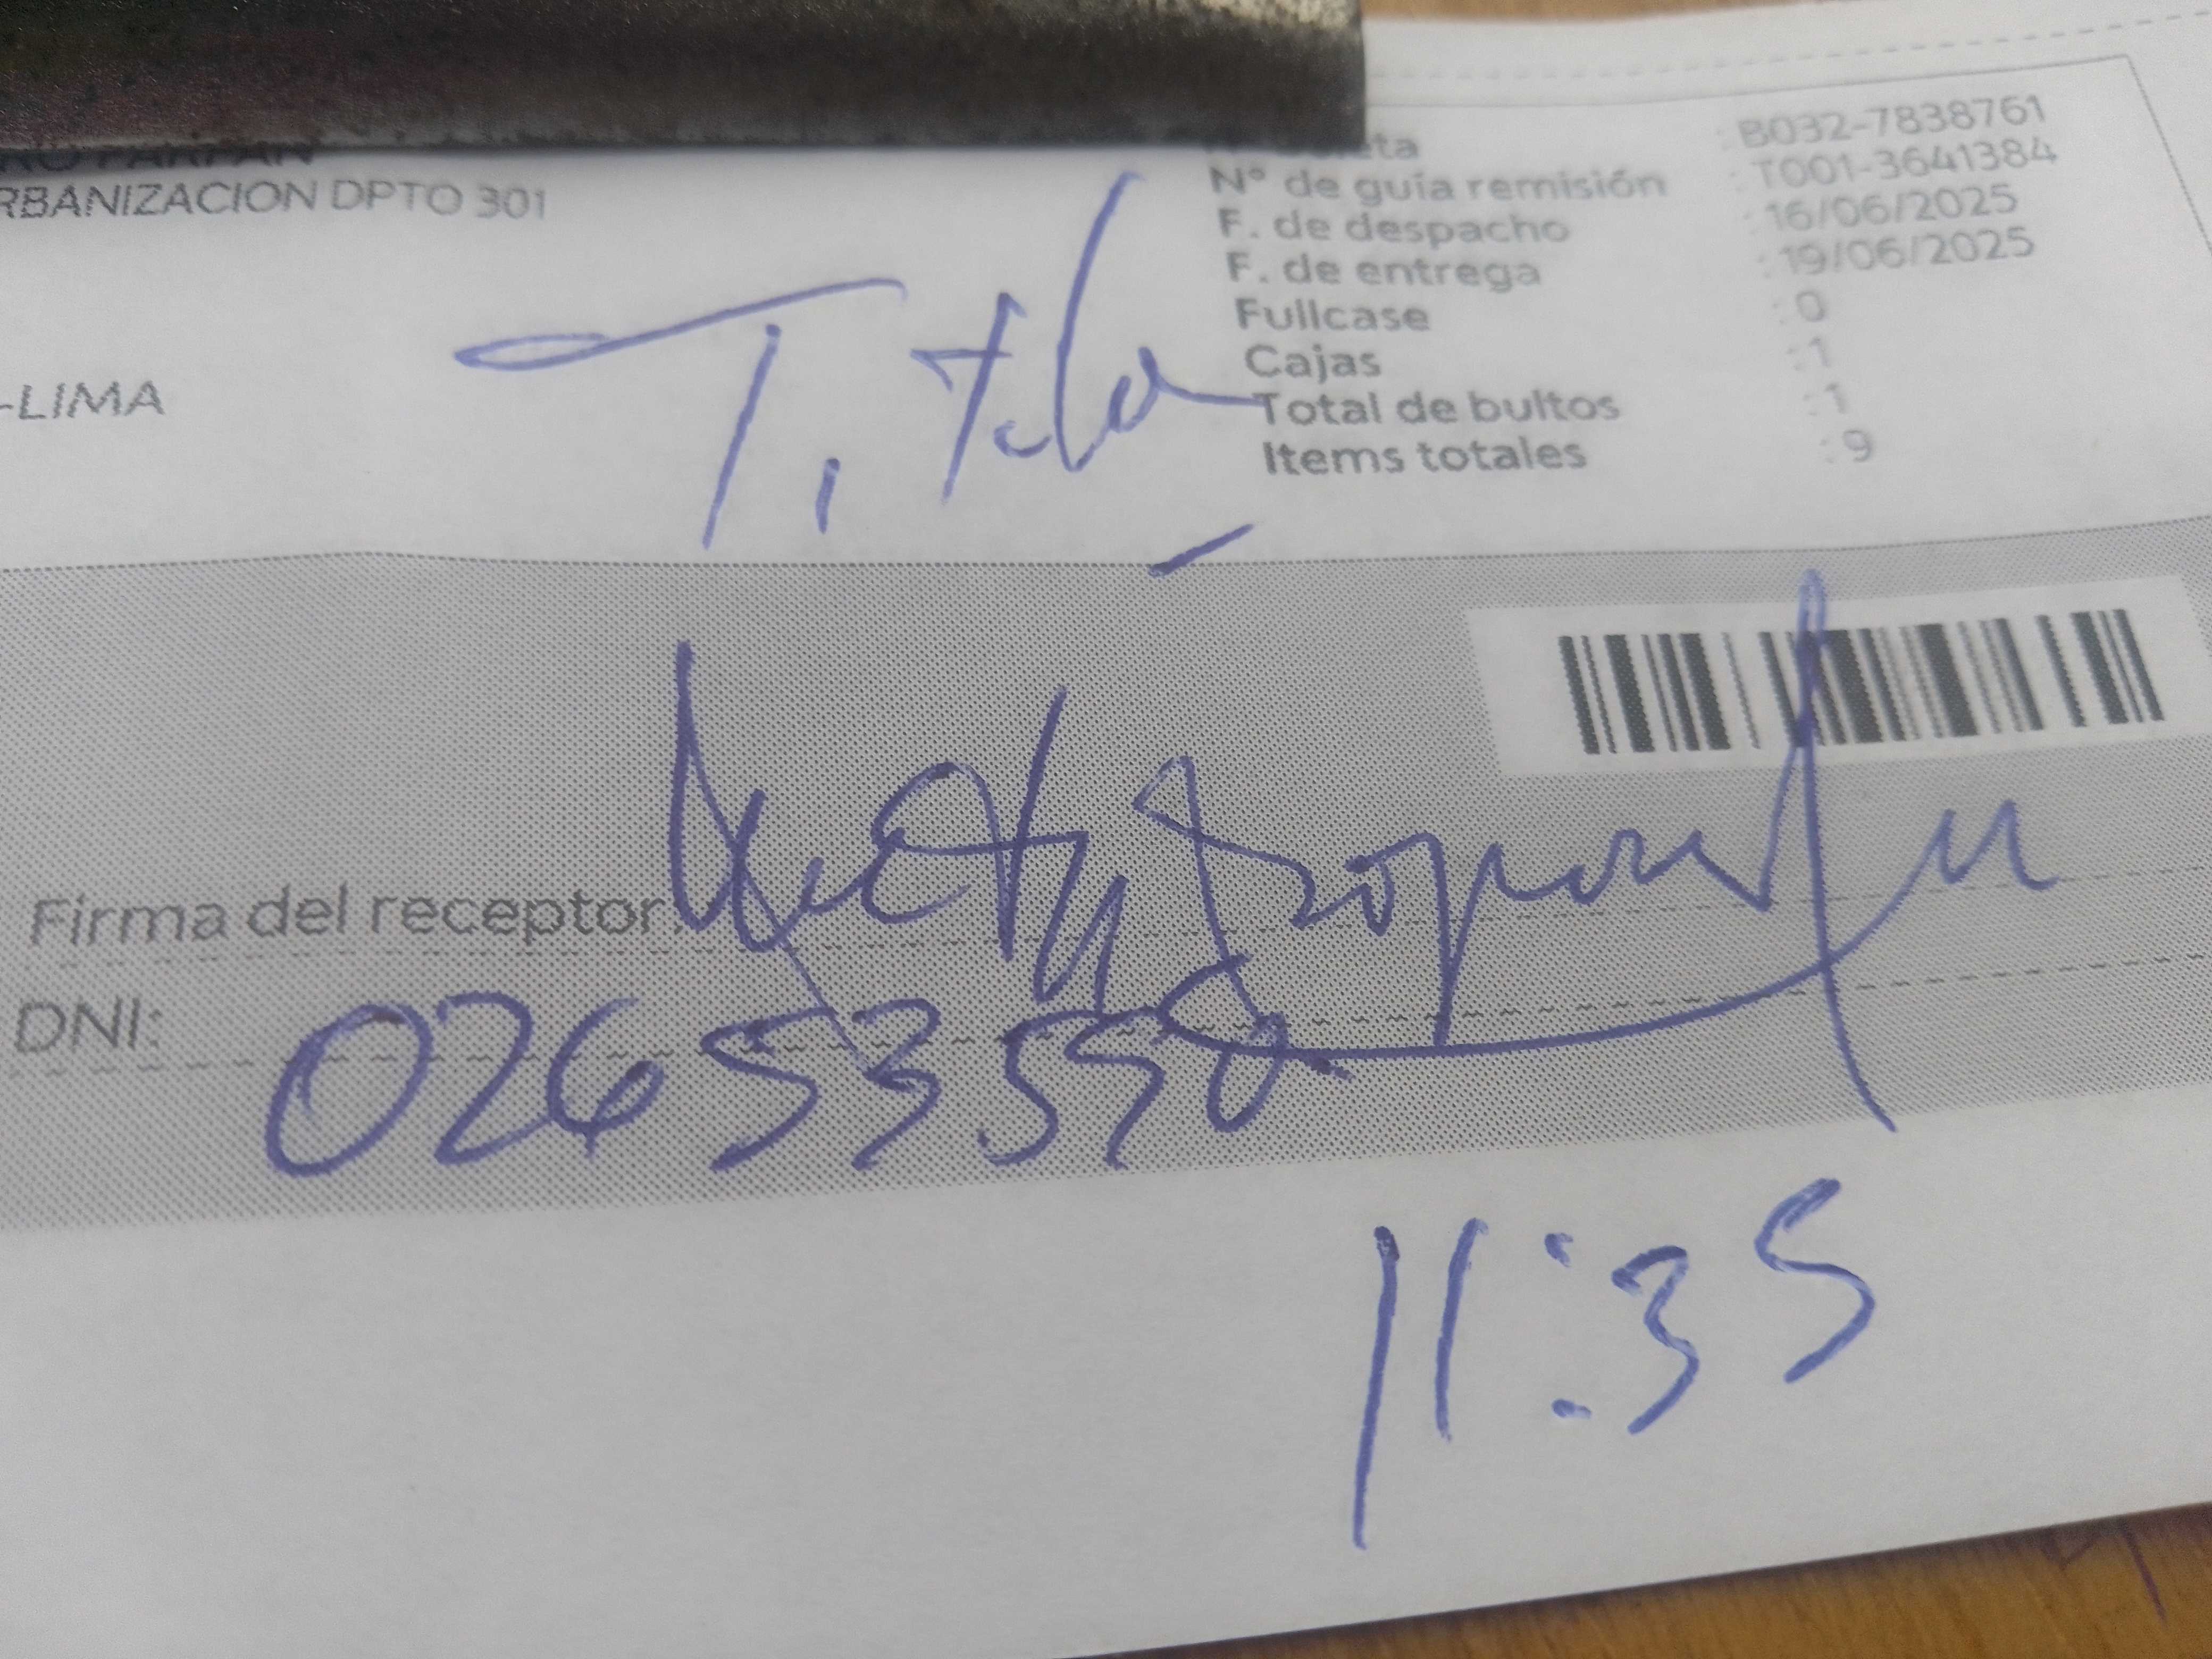 RBANIZACION DPTO 301
-LIMA
B032-7838761
N° de guía remisión : T001-3641384
F. de despacho : 16/06/2025
F. de entrega : 19/06/2025
Fullcase : 0
Cajas : 1
Total de bultos : 1
Items totales : 9
Titular
Firma del receptor:
DNI: 02653550
11:35